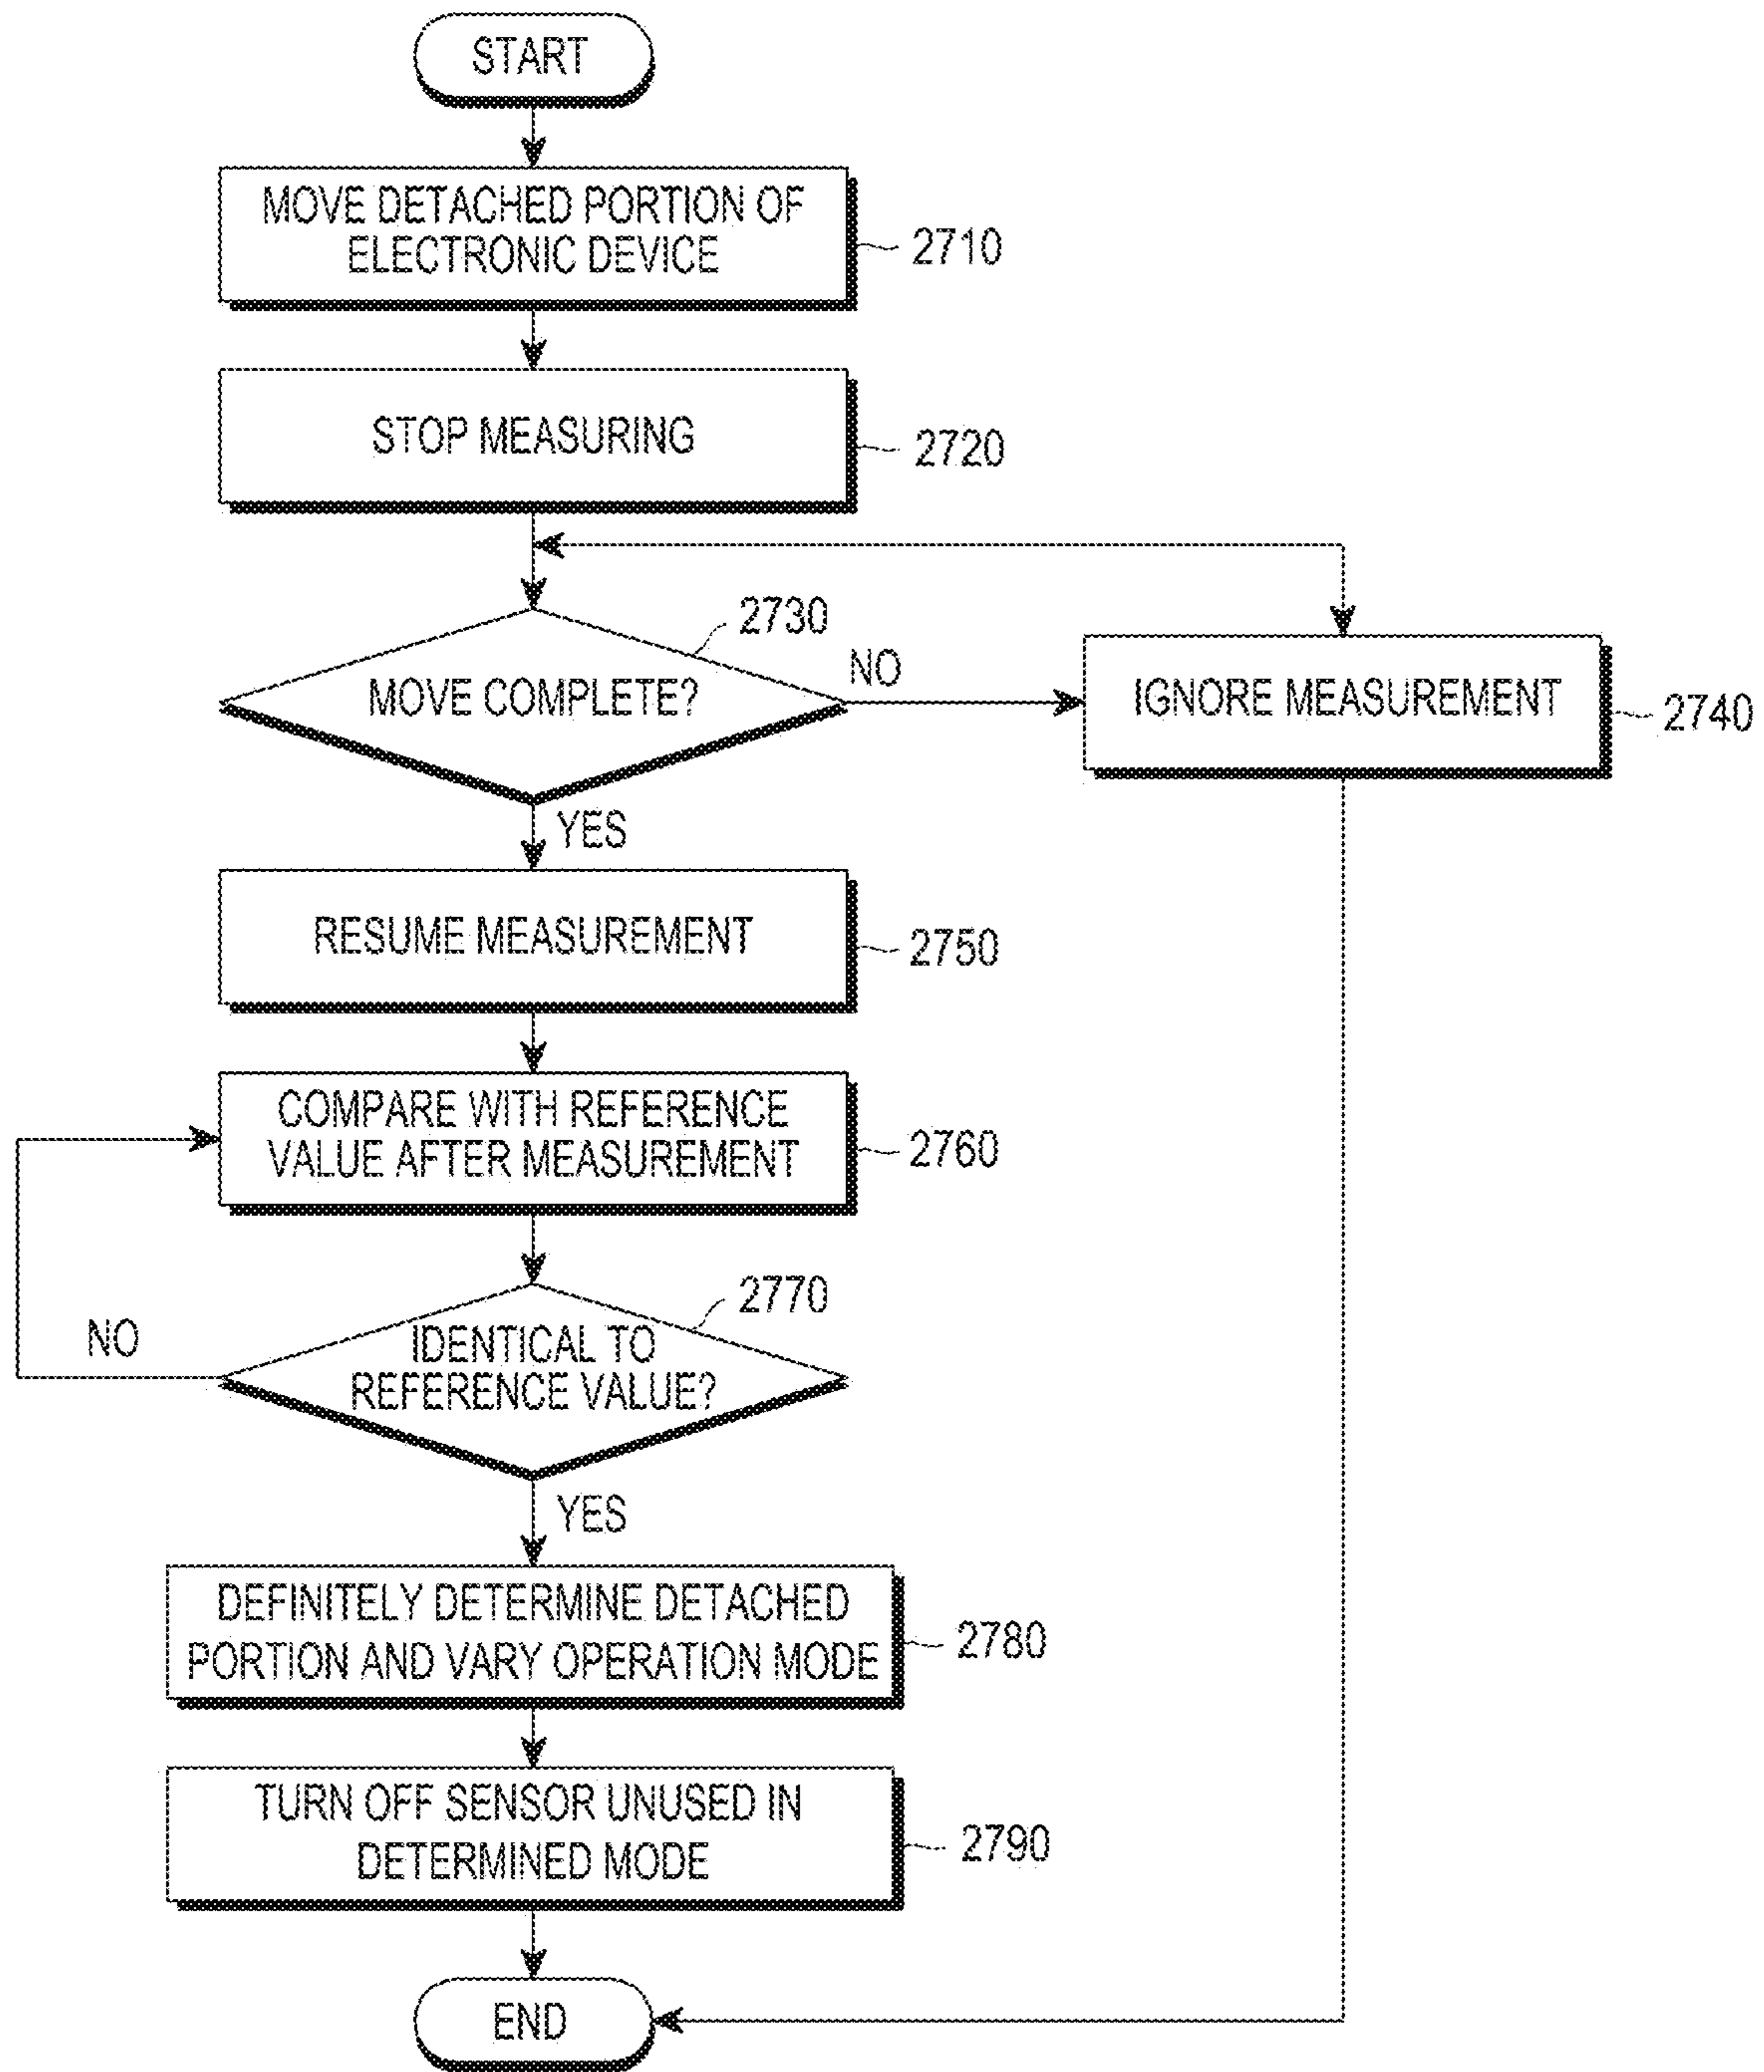 START
MOVE DETACHED PORTION OF
ELECTRONIC DEVICE
2710
STOP MEASURING
2720
2730
MOVE COMPLETE?
NO
IGNORE MEASUREMENT
2740
YES
RESUME MEASUREMENT
2750
COMPARE WITH REFERENCE
VALUE AFTER MEASUREMENT
2760
2770
IDENTICAL TO
REFERENCE VALUE?
NO
YES
DEFINITELY DETERMINE DETACHED
PORTION AND VARY OPERATION MODE
2780
TURN OFF SENSOR UNUSED IN
DETERMINED MODE
2790
END